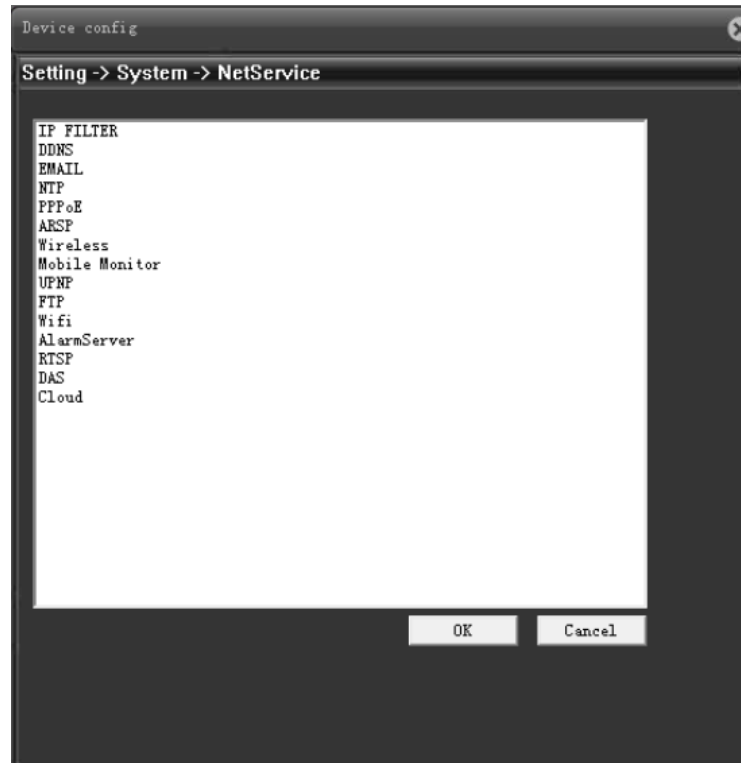 Device config
Setting -> System -> NetService
IP FILTER
DDNS
EMAIL
NTP
PPPoE
ARSP
Wireless
Mobile Monitor
UPNP
FTP
Wifi
AlarmServer
RTSP
DAS
Cloud
OK Cancel